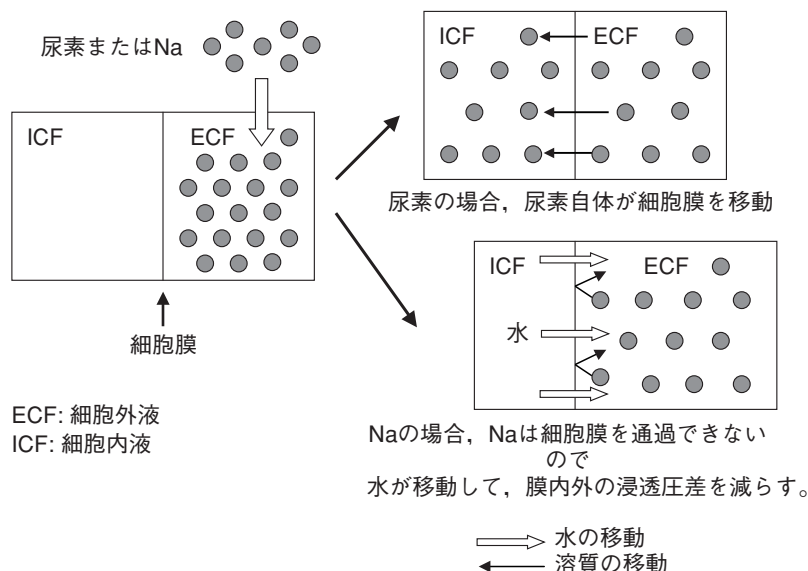 尿素またはNa
ICF
ECF
細胞膜
ECF: 細胞外液
ICF: 細胞内液
ICF
ECF
尿素の場合，尿素自体が細胞膜を移動
ICF
ECF
水
Naの場合，Naは細胞膜を通過できない
ので
水が移動して，膜内外の浸透圧差を減らす。
水の移動
溶質の移動